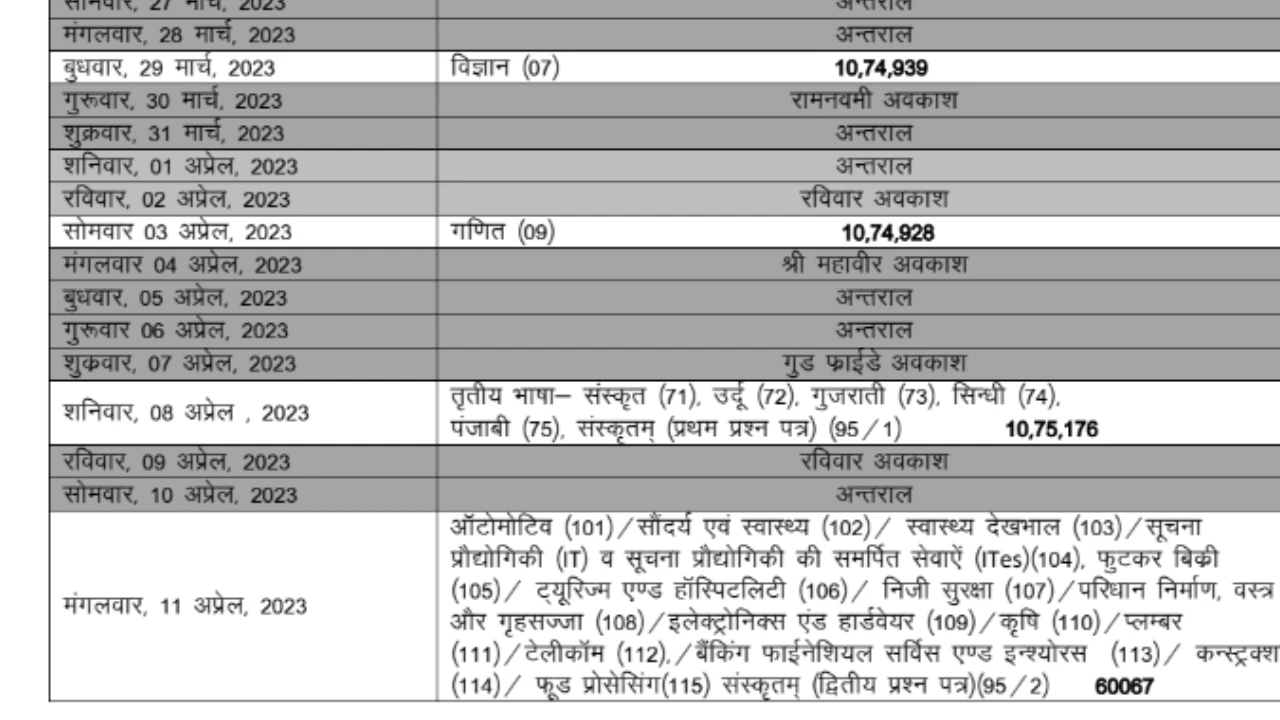 सोमवार, 27 मार्च, 2023 अन्तराल
मंगलवार, 28 मार्च, 2023 अन्तराल
बुधवार, 29 मार्च, 2023 विज्ञान (07) 10,74,939
गुरूवार, 30 मार्च, 2023 रामनवमी अवकाश
शुक्रवार, 31 मार्च, 2023 अन्तराल
शनिवार, 01 अप्रेल, 2023 अन्तराल
रविवार, 02 अप्रेल, 2023 रविवार अवकाश
सोमवार 03 अप्रेल, 2023 गणित (09) 10,74,928
मंगलवार 04 अप्रेल, 2023 श्री महावीर अवकाश
बुधवार, 05 अप्रेल, 2023 अन्तराल
गुरूवार 06 अप्रेल, 2023 अन्तराल
शुक्रवार, 07 अप्रेल, 2023 गुड फ्राईडे अवकाश
शनिवार, 08 अप्रेल , 2023
तृतीय भाषा– संस्कृत (71), उर्दू (72), गुजराती (73), सिन्धी (74),
पंजाबी (75), संस्कृतम् (प्रथम प्रश्न पत्र) (95/1) 10,75,176
रविवार, 09 अप्रेल, 2023 रविवार अवकाश
सोमवार, 10 अप्रेल, 2023 अन्तराल
मंगलवार, 11 अप्रेल, 2023
ऑटोमोटिव (101)/सौंदर्य एवं स्वास्थ्य (102)/ स्वास्थ्य देखभाल (103)/सूचना
प्रौद्योगिकी (IT) व सूचना प्रौद्योगिकी की समर्पित सेवाऐं (ITes)(104), फुटकर बिक्री
(105)/ ट्यूरिज्म एण्ड हॉस्पिटलिटी (106)/ निजी सुरक्षा (107)/परिधान निर्माण, वस्त्र
और गृहसज्जा (108)/इलेक्ट्रोनिक्स एंड हार्डवेयर (109)/कृषि (110)/प्लम्बर
(111)/टेलीकॉम (112),/बैंकिंग फाईनेशियल सर्विस एण्ड इन्श्योरस (113)/ कन्स्ट्रक्श
(114)/ फूड प्रोसेसिंग(115) संस्कृतम् (द्वितीय प्रश्न पत्र)(95/2) 60067